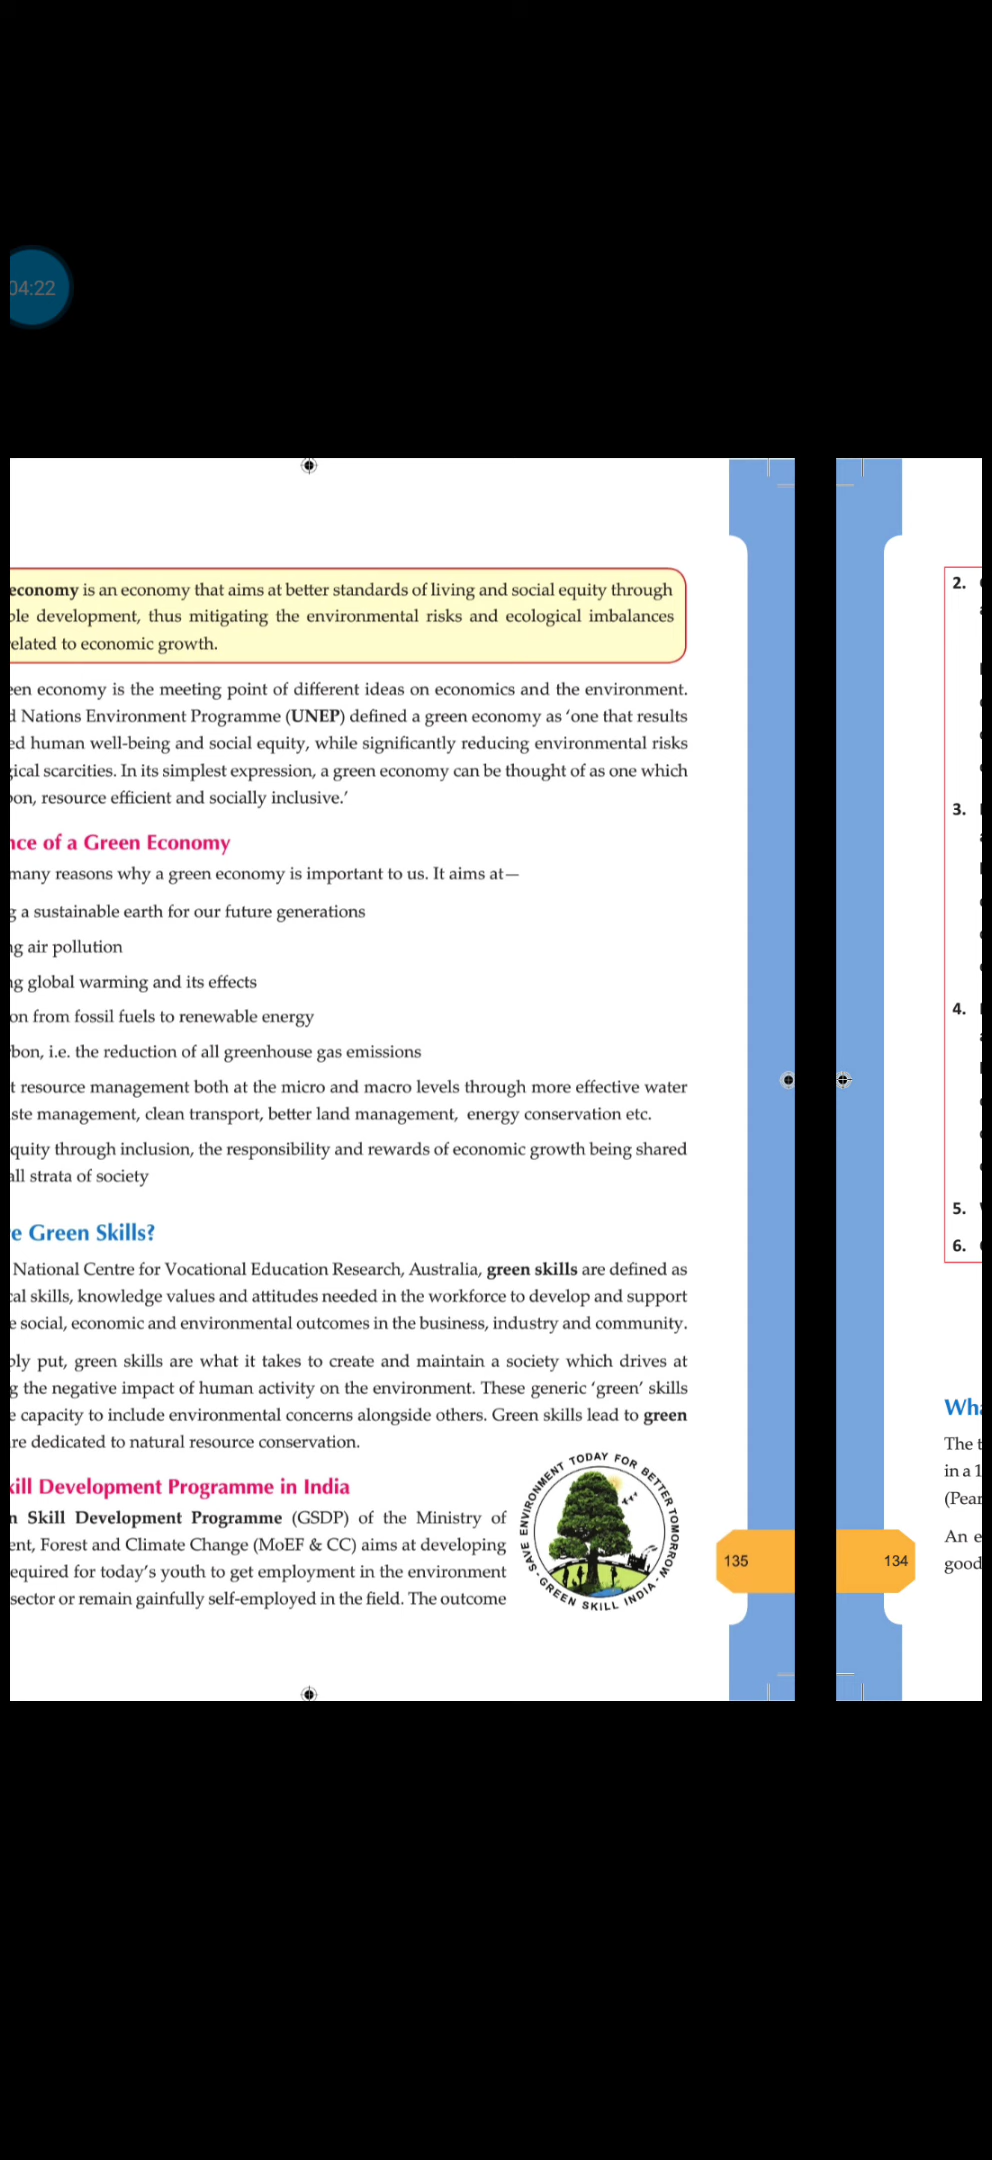 04:22
economy is an economy that aims at better standards of living and social equity through
ble development, thus mitigating the environmental risks and ecological imbalances
elated to economic growth.
een economy is the meeting point of different ideas on economics and the environment.
d Nations Environment Programme (UNEP) defined a green economy as ‘one that results
ed human well-being and social equity, while significantly reducing environmental risks
gical scarcities. In its simplest expression, a green economy can be thought of as one which
on, resource efficient and socially inclusive.’
nce of a Green Economy
many reasons why a green economy is important to us. It aims at—
g a sustainable earth for our future generations
ng air pollution
ng global warming and its effects
on from fossil fuels to renewable energy
bon, i.e. the reduction of all greenhouse gas emissions
t resource management both at the micro and macro levels through more effective water
ste management, clean transport, better land management, energy conservation etc.
quity through inclusion, the responsibility and rewards of economic growth being shared
all strata of society
e Green Skills?
National Centre for Vocational Education Research, Australia, green skills are defined as
cal skills, knowledge values and attitudes needed in the workforce to develop and support
e social, economic and environmental outcomes in the business, industry and community.
ply put, green skills are what it takes to create and maintain a society which drives at
g the negative impact of human activity on the environment. These generic ‘green’ skills
e capacity to include environmental concerns alongside others. Green skills lead to green
re dedicated to natural resource conservation.
kill Development Programme in India
n Skill Development Programme (GSDP) of the Ministry of
ent, Forest and Climate Change (MoEF & CC) aims at developing
equired for today’s youth to get employment in the environment
sector or remain gainfully self-employed in the field. The outcome
SAVE ENVIRONMENT TODAY FOR BETTER TOMORROW
- GREEN SKILL INDIA -
135
134
2.
3.
4.
5.
6.
Wha
The t
in a 1
(Pear
An e
good